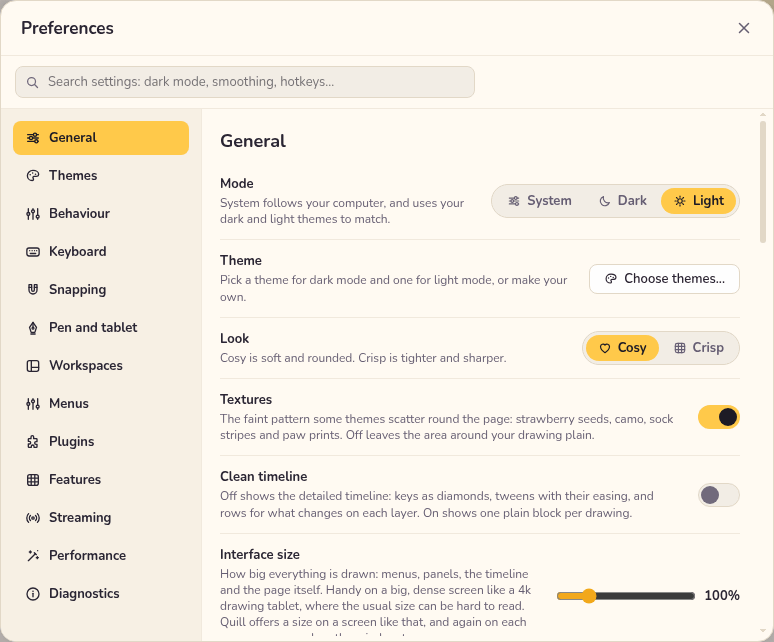 Preferences
Search settings: dark mode, smoothing, hotkeys...
General
Themes
Behaviour
Keyboard
Snapping
Pen and tablet
Workspaces
Menus
Plugins
Features
Streaming
Performance
Diagnostics
General
Mode
System follows your computer, and uses your
dark and light themes to match.
System
Dark
Light
Theme
Pick a theme for dark mode and one for light mode, or make your
own.
Choose themes...
Look
Cosy is soft and rounded. Crisp is tighter and sharper.
Cosy
Crisp
Textures
The faint pattern some themes scatter round the page: strawberry seeds, camo, sock
stripes and paw prints. Off leaves the area around your drawing plain.
Clean timeline
Off shows the detailed timeline: keys as diamonds, tweens with their easing, and
rows for what changes on each layer. On shows one plain block per drawing.
Interface size
How big everything is drawn: menus, panels, the timeline
and the page itself. Handy on a big, dense screen like a 4k
drawing tablet, where the usual size can be hard to read.
Quill offers a size on a screen like that, and again on each
100%